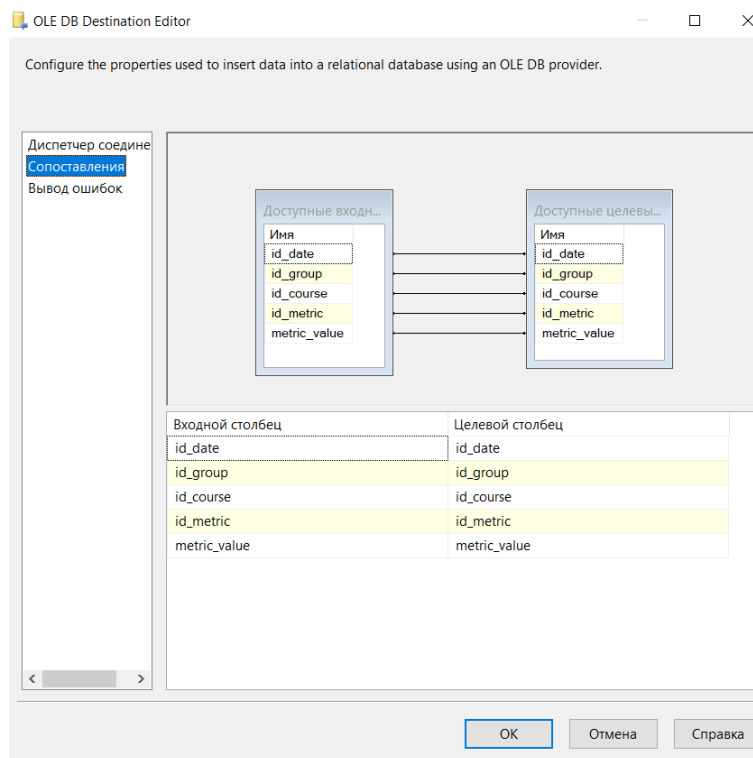 OLE DB Destination Editor
Configure the properties used to insert data into a relational database using an OLE DB provider.
Диспетчер соедине
Сопоставления
Вывод ошибок
Доступные входн...
Имя
id_date
id_group
id_course
id_metric
metric_value
Доступные целевы...
Имя
id_date
id_group
id_course
id_metric
metric_value
Входной столбец Целевой столбец
id_date id_date
id_group id_group
id_course id_course
id_metric id_metric
metric_value metric_value
OK Отмена Справка